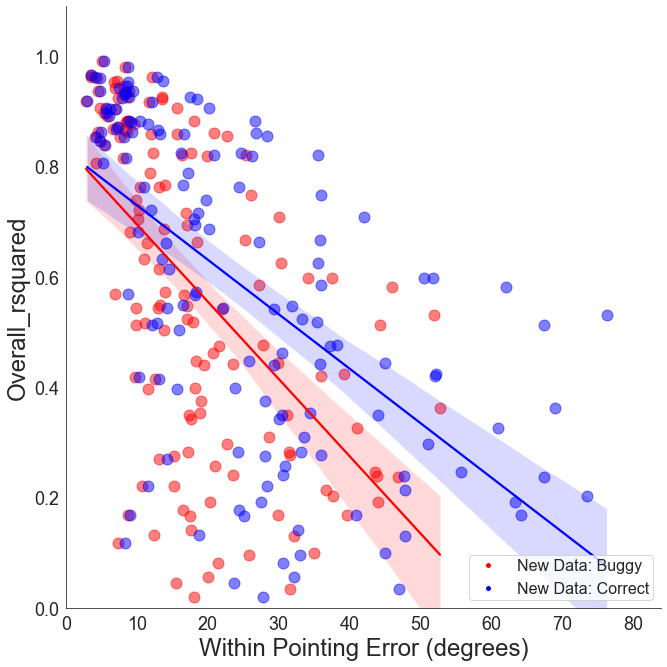 Overall_rsquared
1.0
0.8
0.6
0.4
0.2
0.0
0 10 20 30 40 50 60 70 80
Within Pointing Error (degrees)
New Data: Buggy
New Data: Correct